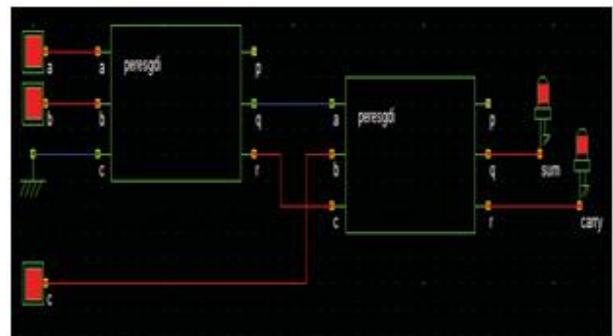 a a peresgdi p
b b q
c r
a peresgdi p
b q sum
c r carry
c